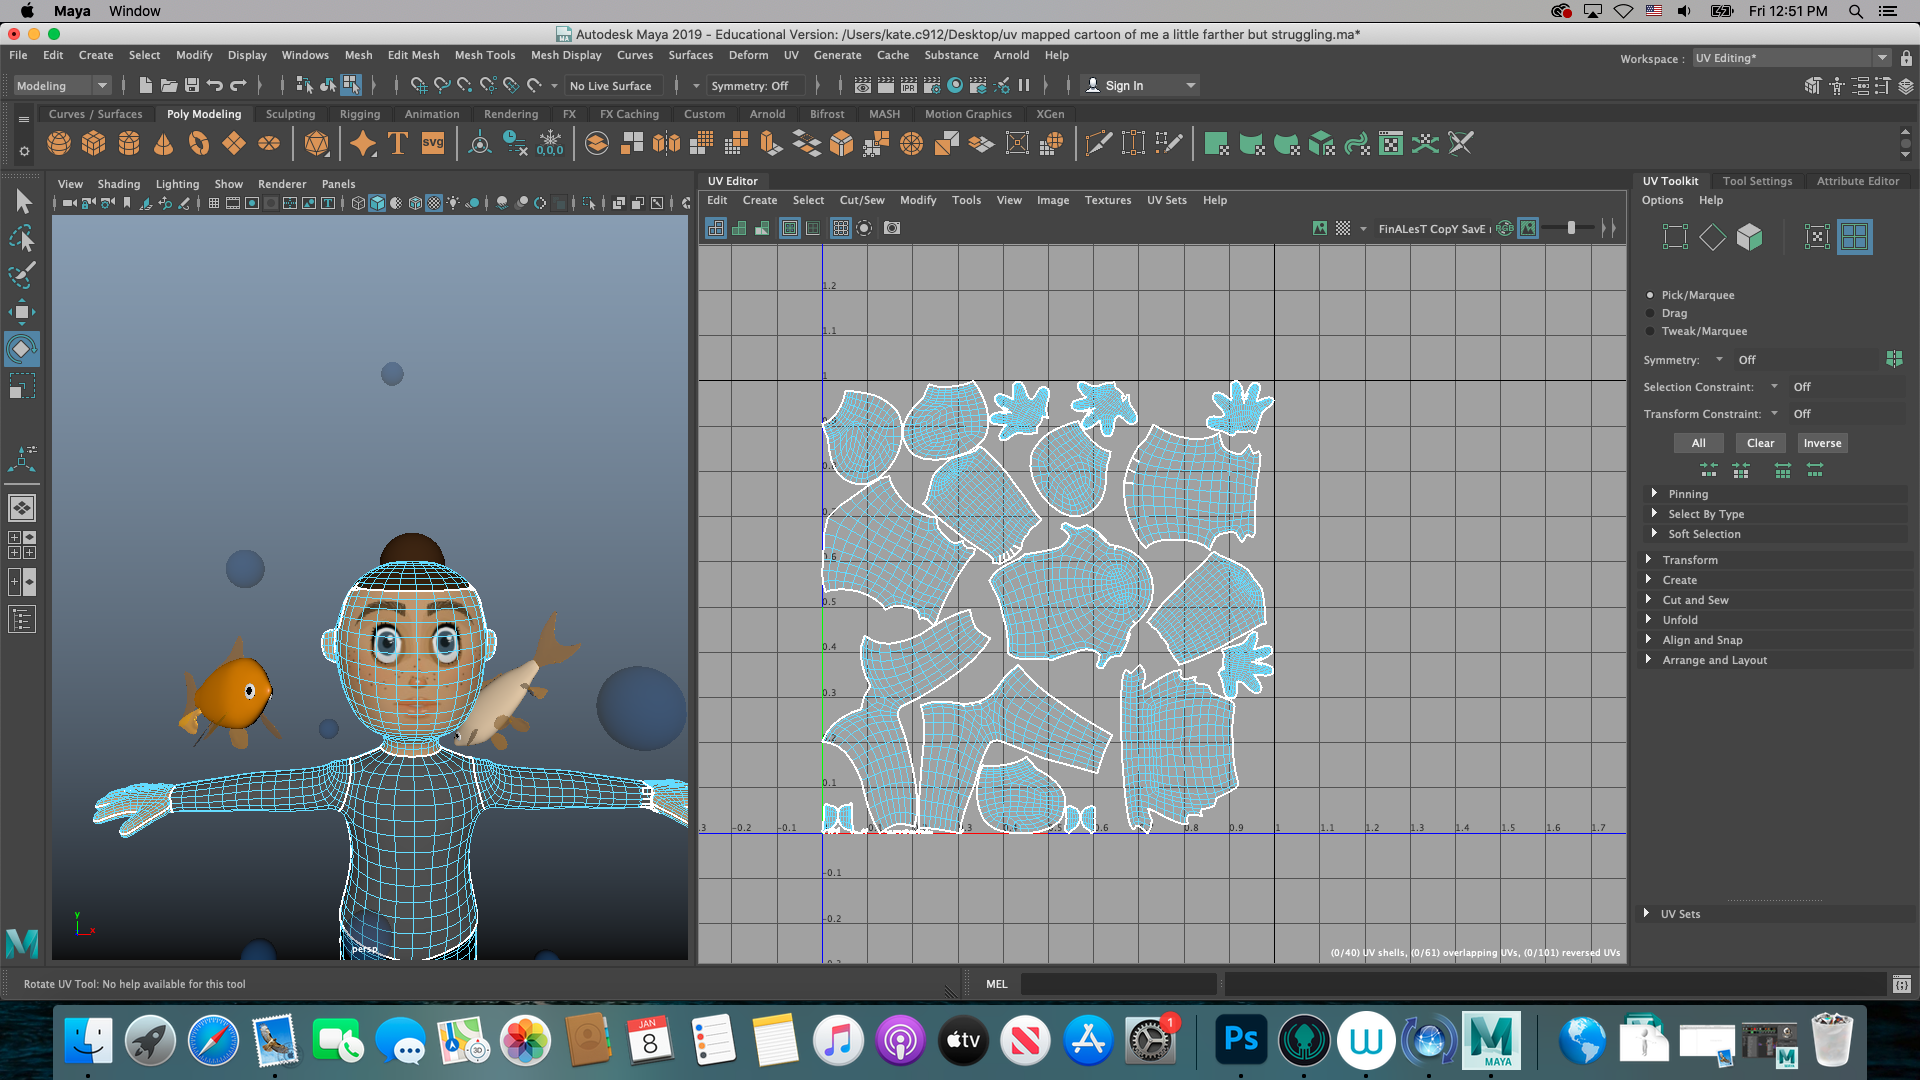 Maya Window Fri 12:51 PM
Autodesk Maya 2019 - Educational Version: /Users/kate.c912/Desktop/uv mapped cartoon of me a little farther but struggling.ma*
File Edit Create Select Modify Display Windows Mesh Edit Mesh Mesh Tools Mesh Display Curves Surfaces Deform UV Generate Cache Substance Arnold Help
Workspace : UV Editing*
Modeling No Live Surface Symmetry: Off Sign In
Curves / Surfaces Poly Modeling Sculpting Rigging Animation Rendering FX FX Caching Custom Arnold Bifrost MASH Motion Graphics XGen
T svg 0,0,0
View Shading Lighting Show Renderer Panels
UV Editor
UV Toolkit Tool Settings Attribute Editor
Edit Create Select Cut/Sew Modify Tools View Image Textures UV Sets Help
Options Help
FinALesT CopY SavE
Pick/Marquee
Drag
Tweak/Marquee
Symmetry: Off
Selection Constraint: Off
Transform Constraint: Off
All Clear Inverse
Pinning
Select By Type
Soft Selection
Transform
Create
Cut and Sew
Unfold
Align and Snap
Arrange and Layout
UV Sets
1.2
1.1
1
0.6
0.5
0.4
0.3
0.1
-0.2 -0.1 0.6 0.8 0.9 1.1 1.2 1.3 1.4 1.5 1.6 1.7
-0.1
-0.2
y
x
persp
(0/40) UV shells, (0/61) overlapping UVs, (0/101) reversed UVs
Rotate UV Tool: No help available for this tool
MEL
JAN
8
3D
tv
1
Ps
W
M
MAYA